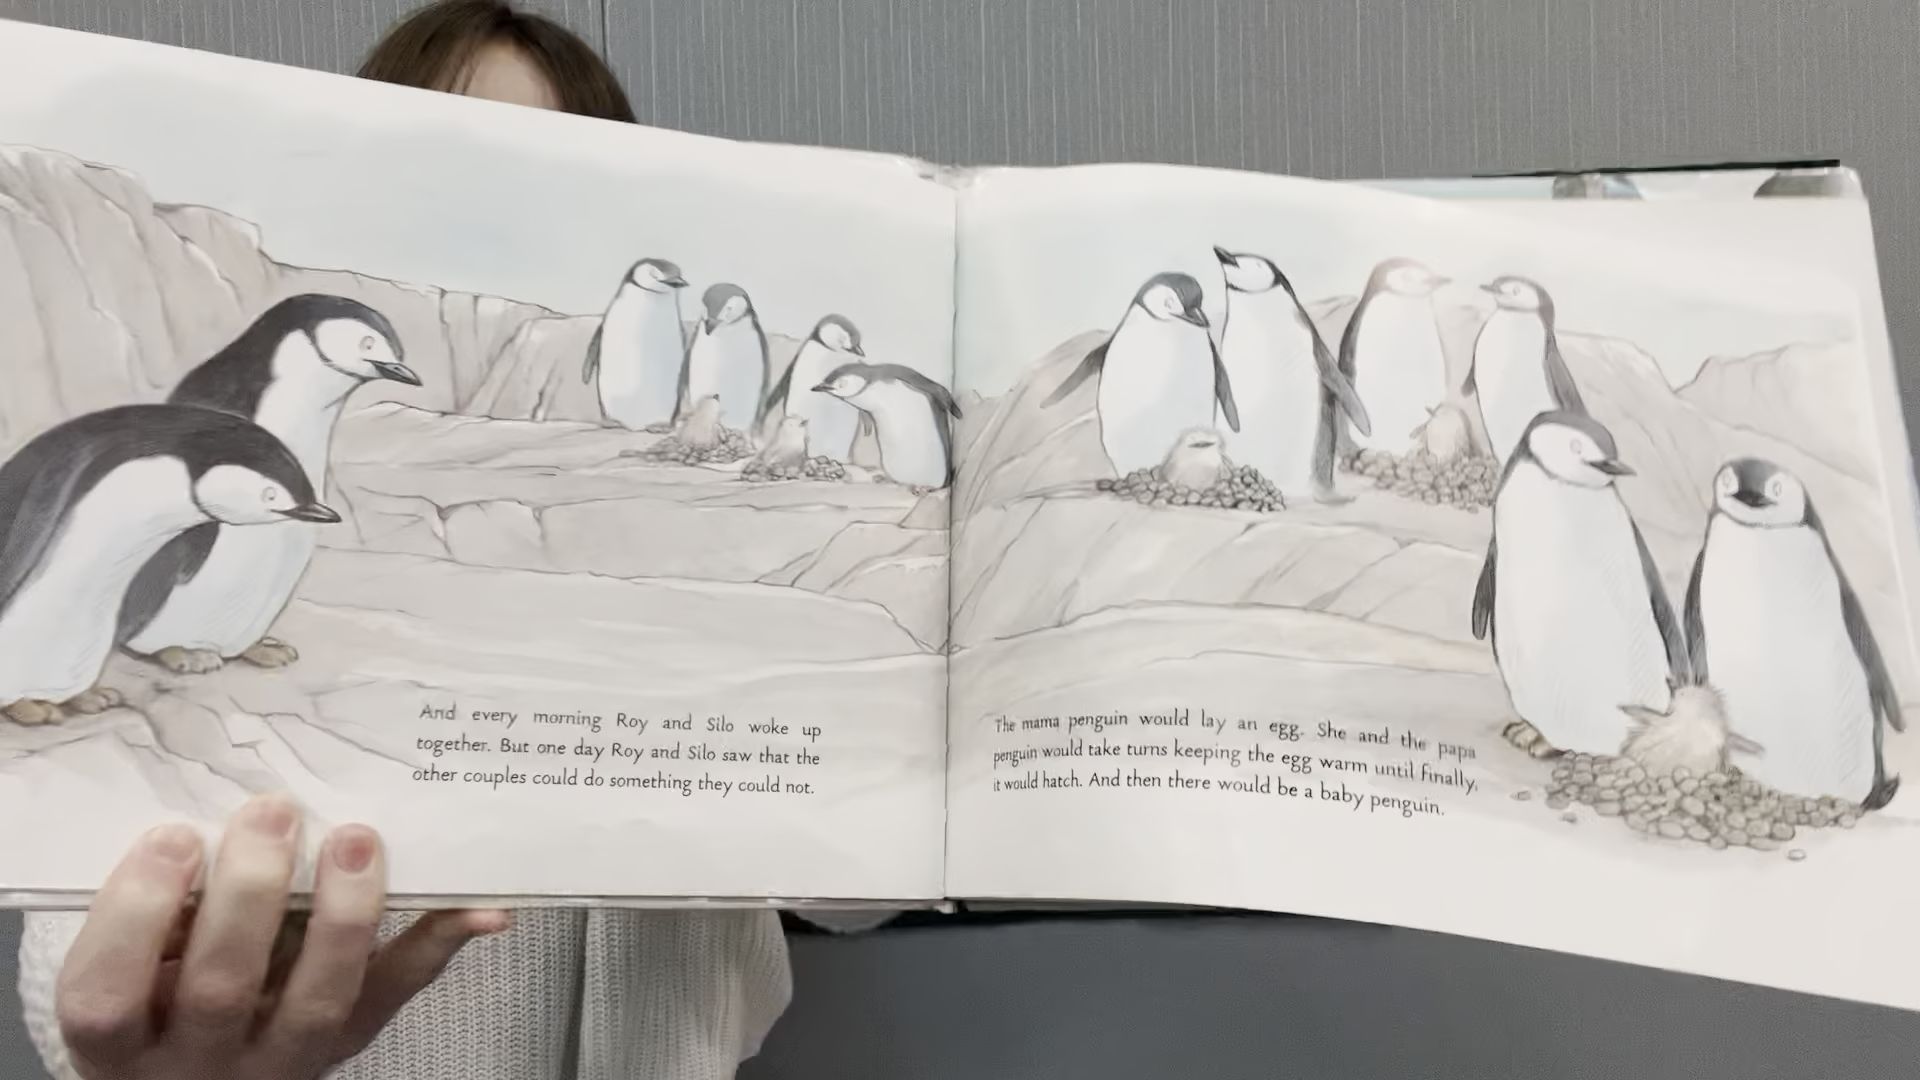 And every morning Roy and Silo woke up
together. But one day Roy and Silo saw that the
other couples could do something they could not.
The mama penguin would lay an egg. She and the papa
penguin would take turns keeping the egg warm until finally,
it would hatch. And then there would be a baby penguin.